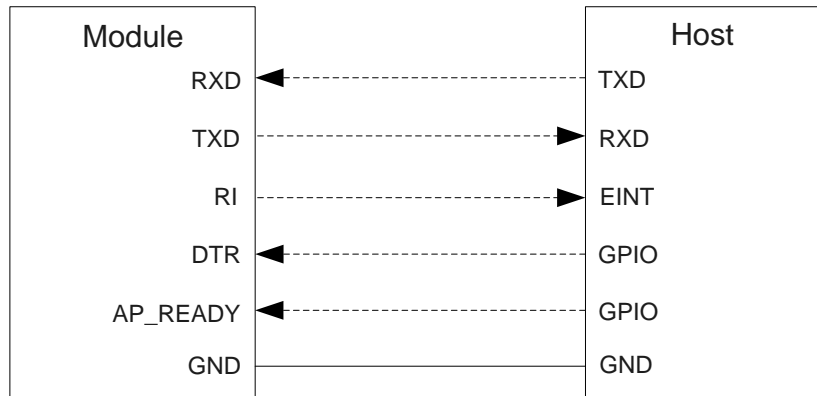 Module Host
RXD TXD
TXD RXD
RI EINT
DTR GPIO
AP_READY GPIO
GND GND